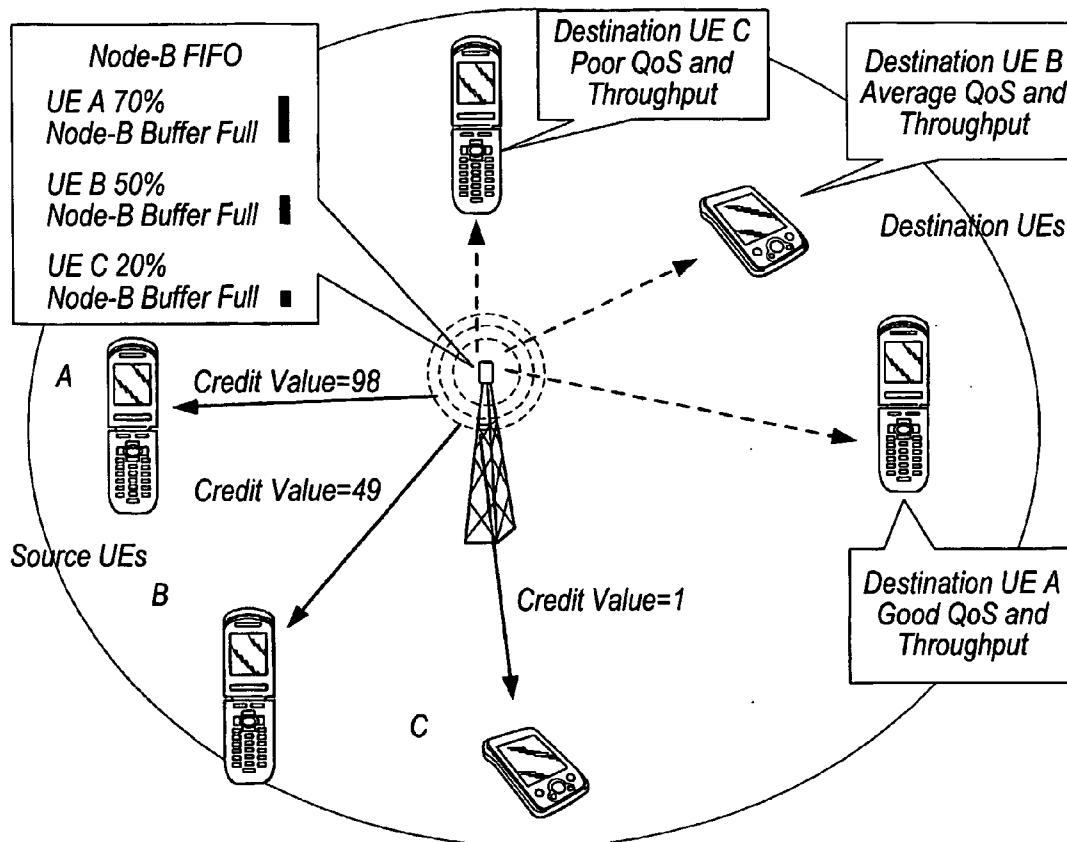 Node-B FIFO
UE A 70%
Node-B Buffer Full
UE B 50%
Node-B Buffer Full
UE C 20%
Node-B Buffer Full
Destination UE C
Poor QoS and
Throughput
Destination UE B
Average QoS and
Throughput
Destination UEs
A
Credit Value=98
Credit Value=49
Source UEs
B
Credit Value=1
C
Destination UE A
Good QoS and
Throughput